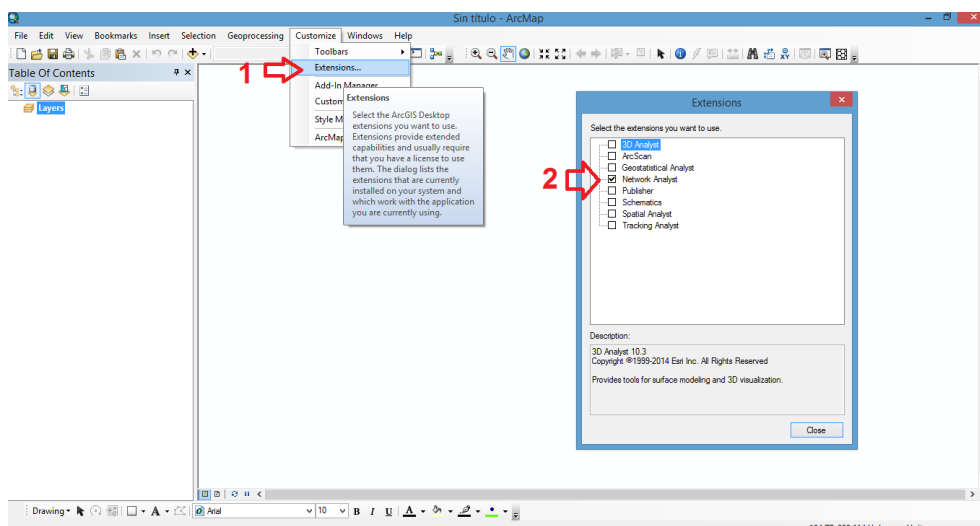 Sin título - ArcMap
File Edit View Bookmarks Insert Selection Geoprocessing Customize Windows Help
Toolbars
1
Extensions...
Table Of Contents
Layers
Add-In Manager
Custom
Style M
ArcMap
Extensions
Select the ArcGIS Desktop
extensions you want to use.
Extensions provide extended
capabilities and usually require
that you have a license to use
them. The dialog lists the
extensions that are currently
installed on your system and
which work with the application
you are currently using.
Extensions
Select the extensions you want to use.
3D Analyst
ArcScan
Geostatistical Analyst
2
Network Analyst
Publisher
Schematics
Spatial Analyst
Tracking Analyst
Description:
3D Analyst 10.3
Copyright ©1999-2014 Esri Inc. All Rights Reserved
Provides tools for surface modeling and 3D visualization.
Close
Drawing A Arial 10 B I U A